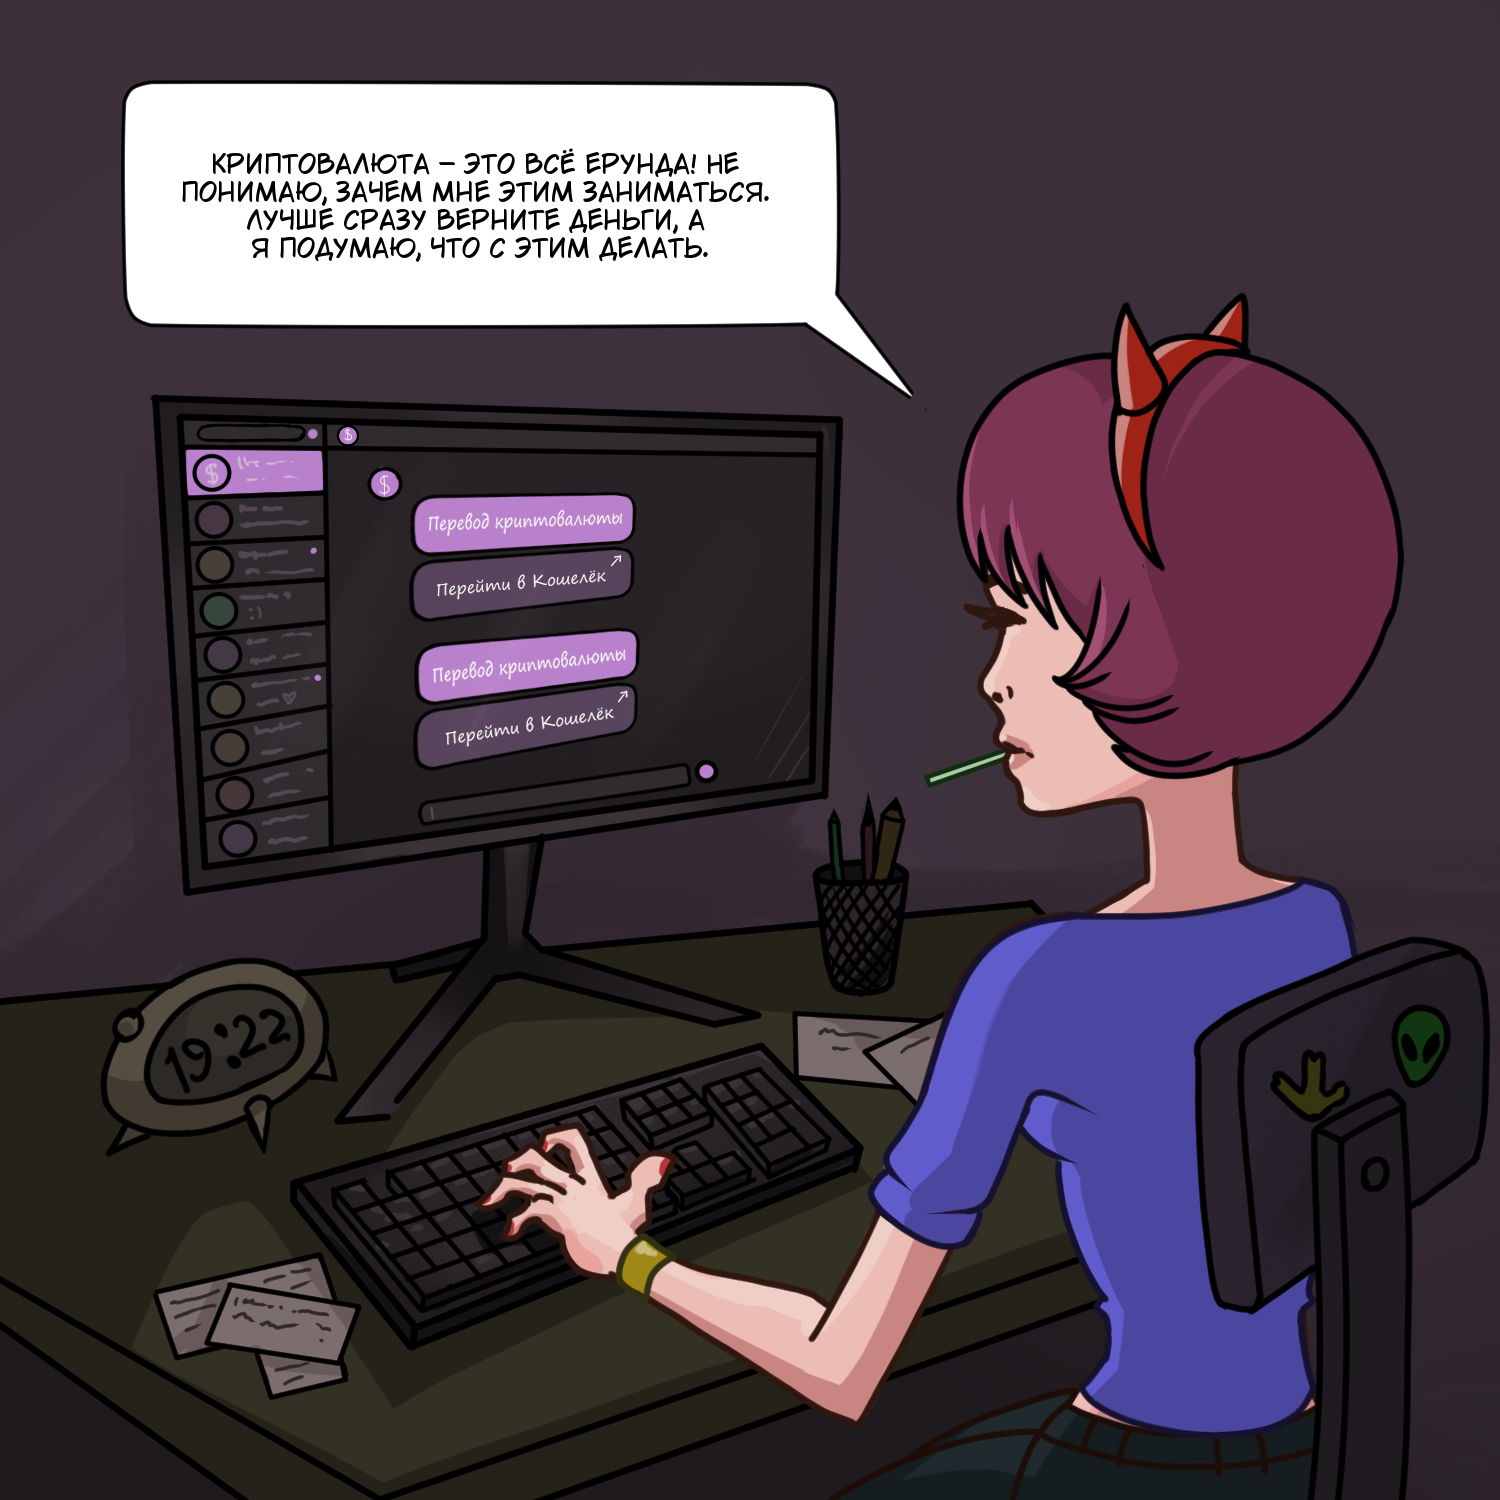 КРИПТОВАЛЮТА – ЭТО ВСЁ ЕРУНДА! НЕ
ПОНИМАЮ, ЗАЧЕМ МНЕ ЭТИМ ЗАНИМАТЬСЯ.
ЛУЧШЕ СРАЗУ ВЕРНИТЕ ДЕНЬГИ, А
Я ПОДУМАЮ, ЧТО С ЭТИМ ДЕЛАТЬ.
$
$
$
Перевод криптовалюты
Перейти в Кошелёк
:)
Перевод криптовалюты
Перейти в Кошелёк
19:22